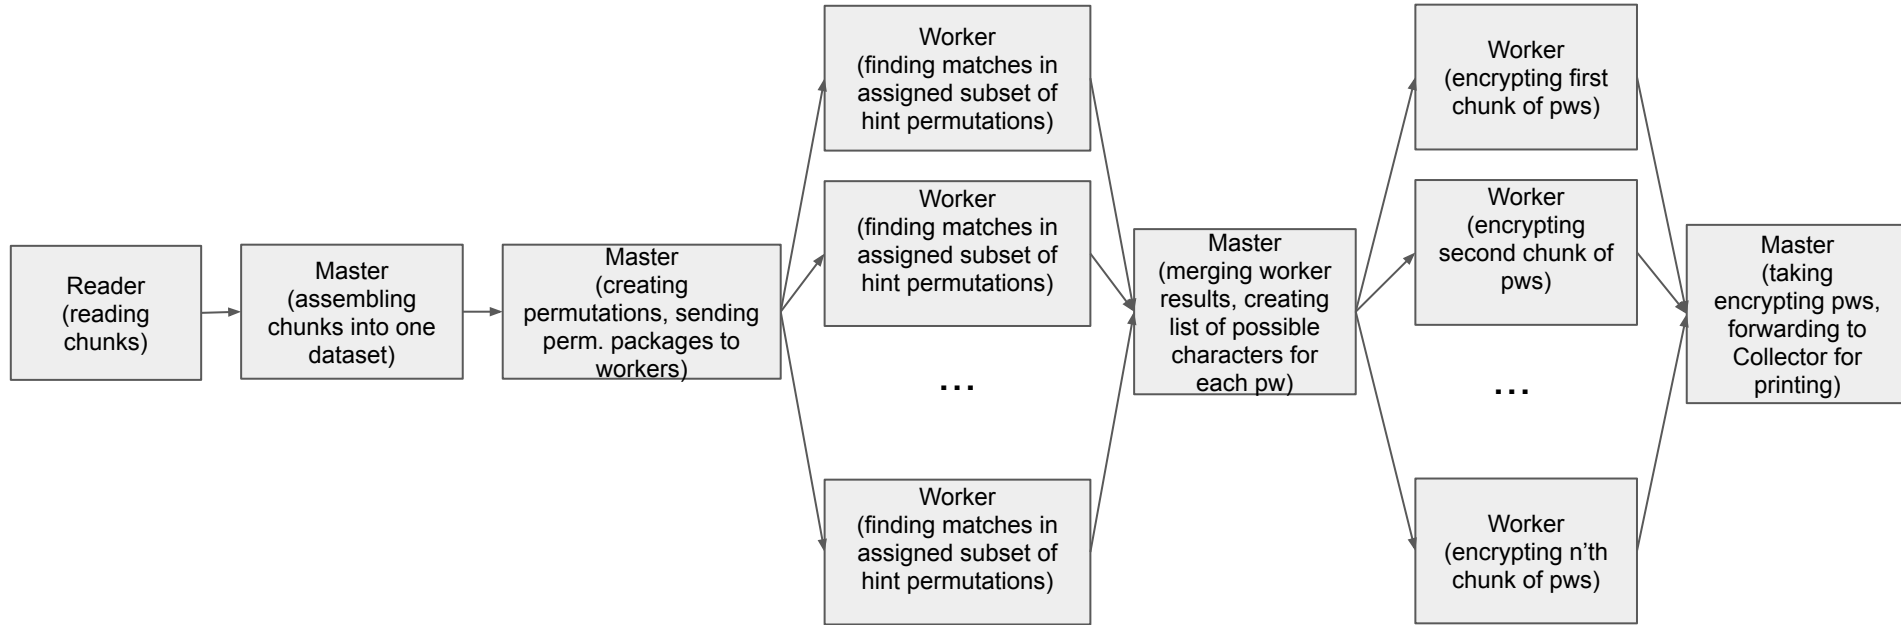 Reader
(reading
chunks)
Master
(assembling
chunks into one
dataset)
Master
(creating
permutations, sending
perm. packages to
workers)
Worker
(finding matches in
assigned subset of
hint permutations)
Worker
(finding matches in
assigned subset of
hint permutations)
...
Worker
(finding matches in
assigned subset of
hint permutations)
Master
(merging worker
results, creating
list of possible
characters for
each pw)
Worker
(encrypting first
chunk of pws)
Worker
(encrypting
second chunk of
pws)
...
Worker
(encrypting n'th
chunk of pws)
Master
(taking
encrypting pws,
forwarding to
Collector for
printing)